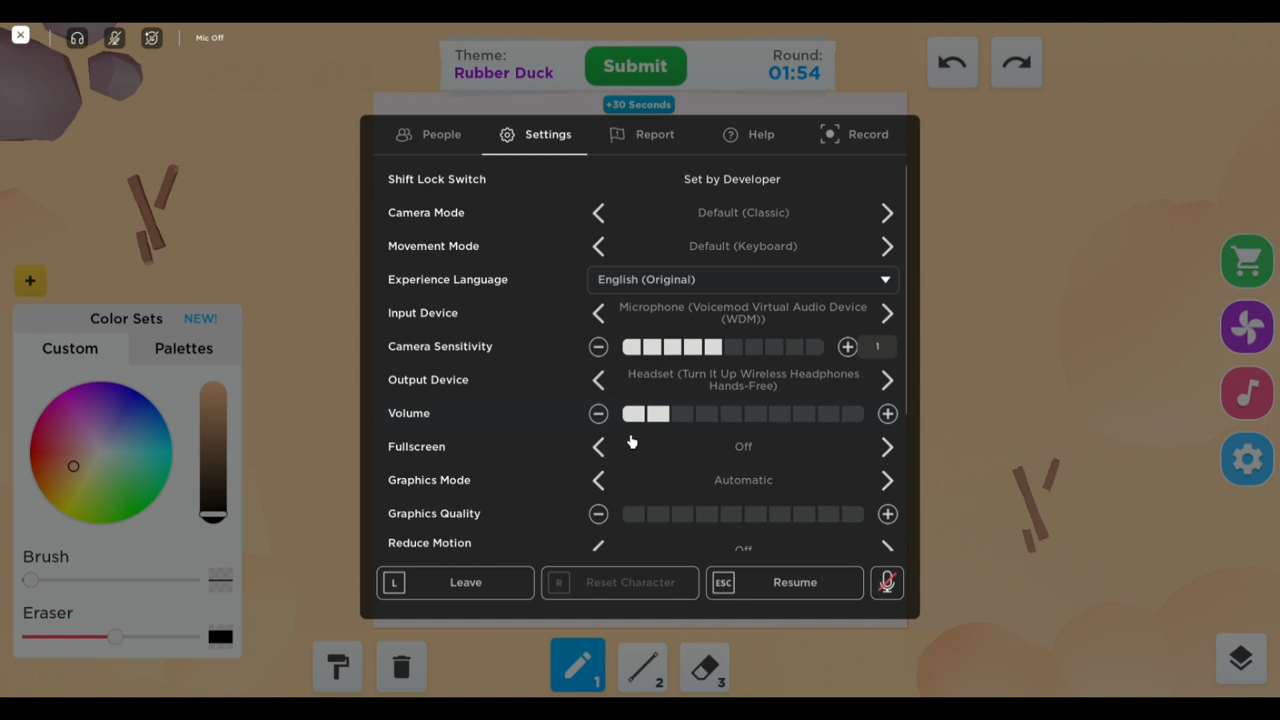 Mic Off
Theme:
Rubber Duck
Submit
Round:
01:54
+30 Seconds
People
Settings
Report
Help
Record
Shift Lock Switch
Set by Developer
Camera Mode
Default (Classic)
Movement Mode
Default (Keyboard)
Experience Language
English (Original)
Input Device
Microphone (Voicemod Virtual Audio Device
(WDM))
Camera Sensitivity
1
Output Device
Headset (Turn It Up Wireless Headphones
Hands-Free)
Volume
Fullscreen
Off
Graphics Mode
Automatic
Graphics Quality
Reduce Motion
Off
L
Leave
R
Reset Character
ESC
Resume
Color Sets
NEW!
Custom
Palettes
Brush
Eraser
1
2
3